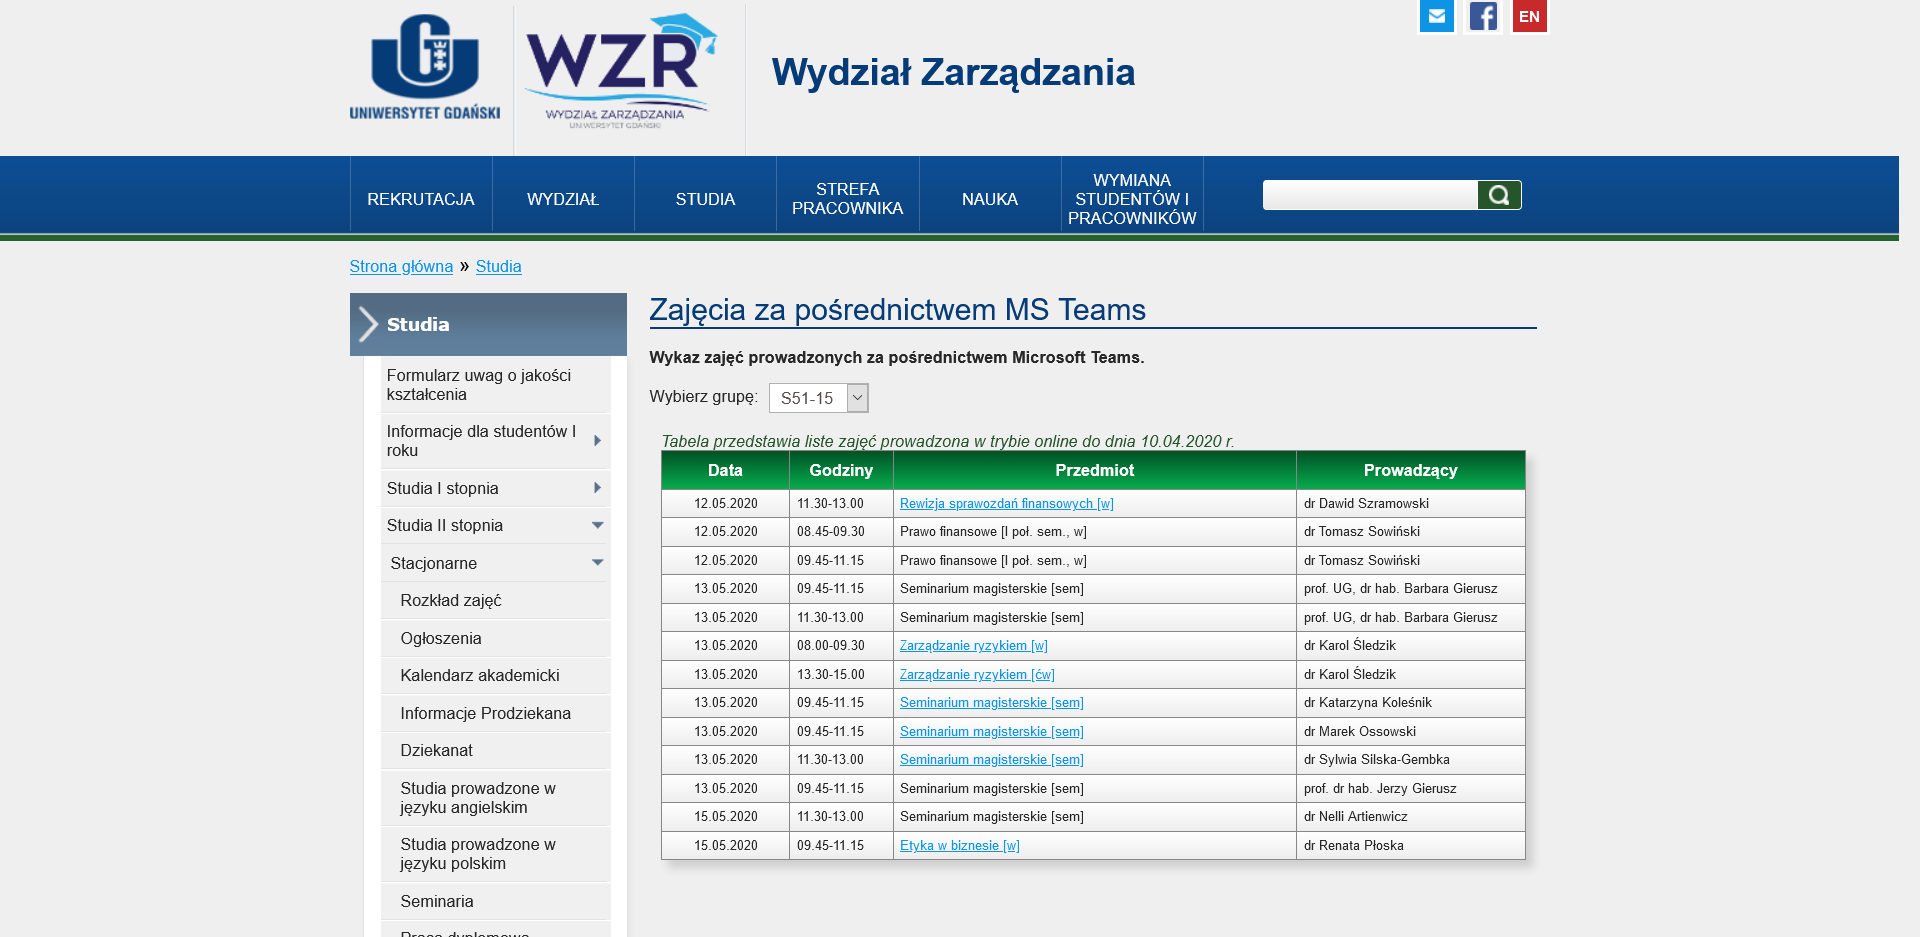 UNIWERSYTET GDAŃSKI
WZR
WYDZIAŁ ZARZĄDZANIA
UNIWERSYTET GDAŃSKI
Wydział Zarządzania
EN
REKRUTACJA
WYDZIAŁ
STUDIA
STREFA
PRACOWNIKA
NAUKA
WYMIANA
STUDENTÓW I
PRACOWNIKÓW
Strona główna » Studia
Studia
Formularz uwag o jakości
kształcenia
Informacje dla studentów I
roku
Studia I stopnia
Studia II stopnia
Stacjonarne
Rozkład zajęć
Ogłoszenia
Kalendarz akademicki
Informacje Prodziekana
Dziekanat
Studia prowadzone w
języku angielskim
Studia prowadzone w
języku polskim
Seminaria
Praca dyplomowa
Zajęcia za pośrednictwem MS Teams
Wykaz zajęć prowadzonych za pośrednictwem Microsoft Teams.
Wybierz grupę: S51-15
Tabela przedstawia liste zajęć prowadzona w trybie online do dnia 10.04.2020 r.
Data Godziny Przedmiot Prowadzący
12.05.2020 11.30-13.00 Rewizja sprawozdań finansowych [w] dr Dawid Szramowski
12.05.2020 08.45-09.30 Prawo finansowe [I poł. sem., w] dr Tomasz Sowiński
12.05.2020 09.45-11.15 Prawo finansowe [I poł. sem., w] dr Tomasz Sowiński
13.05.2020 09.45-11.15 Seminarium magisterskie [sem] prof. UG, dr hab. Barbara Gierusz
13.05.2020 11.30-13.00 Seminarium magisterskie [sem] prof. UG, dr hab. Barbara Gierusz
13.05.2020 08.00-09.30 Zarządzanie ryzykiem [w] dr Karol Śledzik
13.05.2020 13.30-15.00 Zarządzanie ryzykiem [ćw] dr Karol Śledzik
13.05.2020 09.45-11.15 Seminarium magisterskie [sem] dr Katarzyna Koleśnik
13.05.2020 09.45-11.15 Seminarium magisterskie [sem] dr Marek Ossowski
13.05.2020 11.30-13.00 Seminarium magisterskie [sem] dr Sylwia Silska-Gembka
13.05.2020 09.45-11.15 Seminarium magisterskie [sem] prof. dr hab. Jerzy Gierusz
15.05.2020 11.30-13.00 Seminarium magisterskie [sem] dr Nelli Artienwicz
15.05.2020 09.45-11.15 Etyka w biznesie [w] dr Renata Płoska